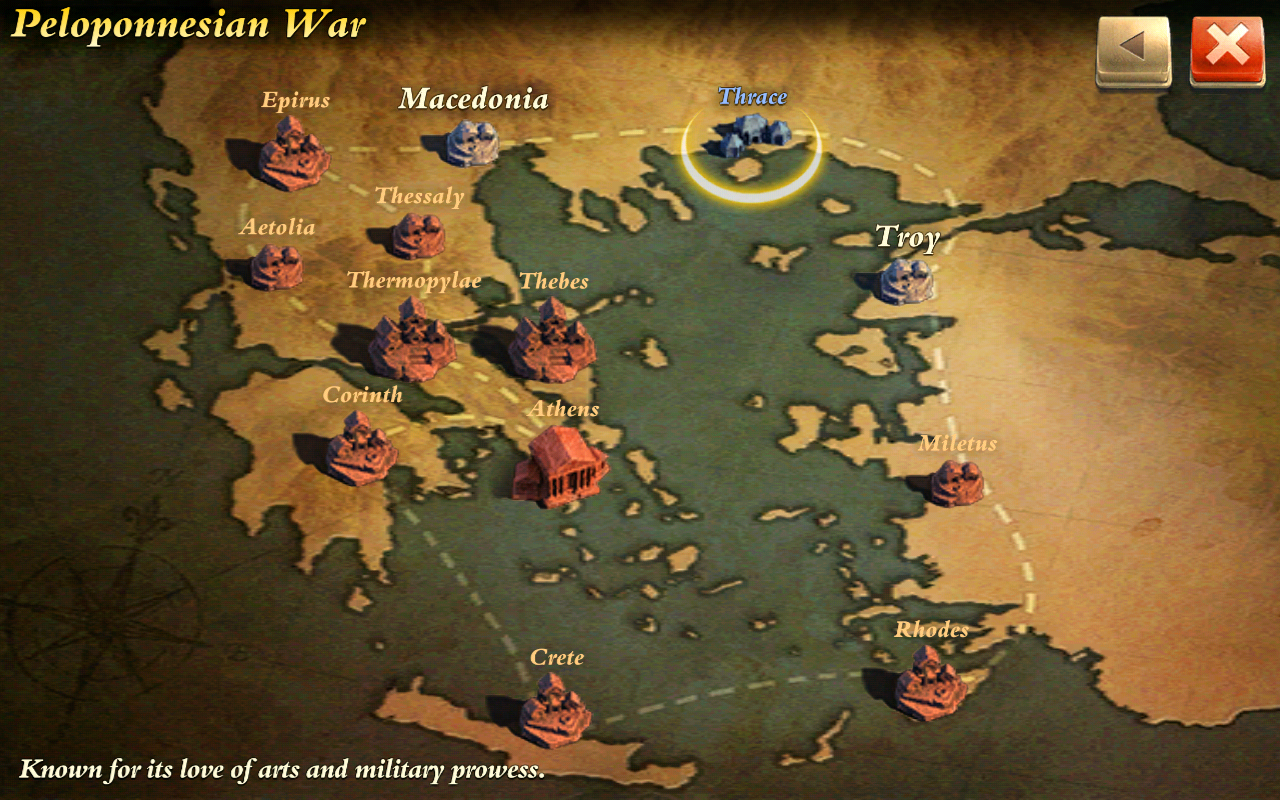 Peloponnesian War
Epirus
Macedonia
Thrace
Thessaly
Aetolia
Troy
Thermopylae
Thebes
Corinth
Athens
Miletus
Rhodes
Crete
Known for its love of arts and military prowess.